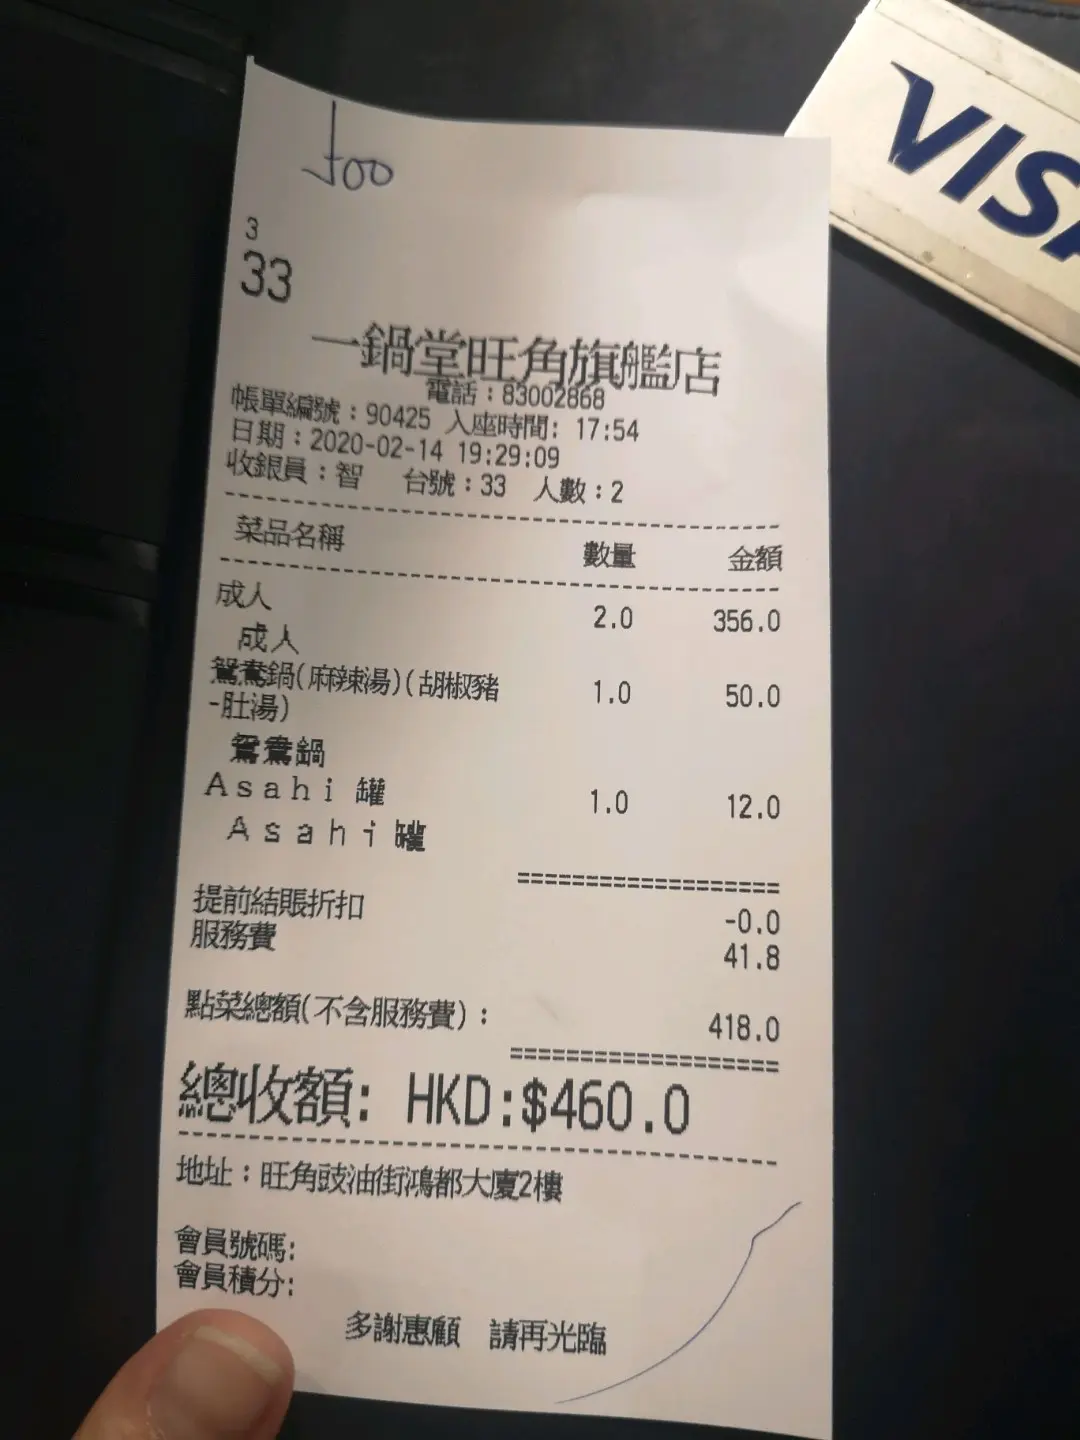 3
33
一鍋堂旺角旗艦店
電話：83002868
帳單編號：90425 入座時間: 17:54
日期：2020-02-14 19:29:09
收銀員：智 台號：33 人數：2
菜品名稱 數量 金額
成人 2.0 356.0
成人
鴛鴦鍋(麻辣湯)(胡椒豬 1.0 50.0
-肚湯)
鴛鴦鍋
Asahi 罐 1.0 12.0
Asahi罐
提前結賬折扣 -0.0
服務費 41.8
點菜總額(不含服務費)： 418.0
總收額: HKD:$460.0
地址：旺角豉油街鴻都大廈2樓
會員號碼:
會員積分:
多謝惠顧 請再光臨
VISA